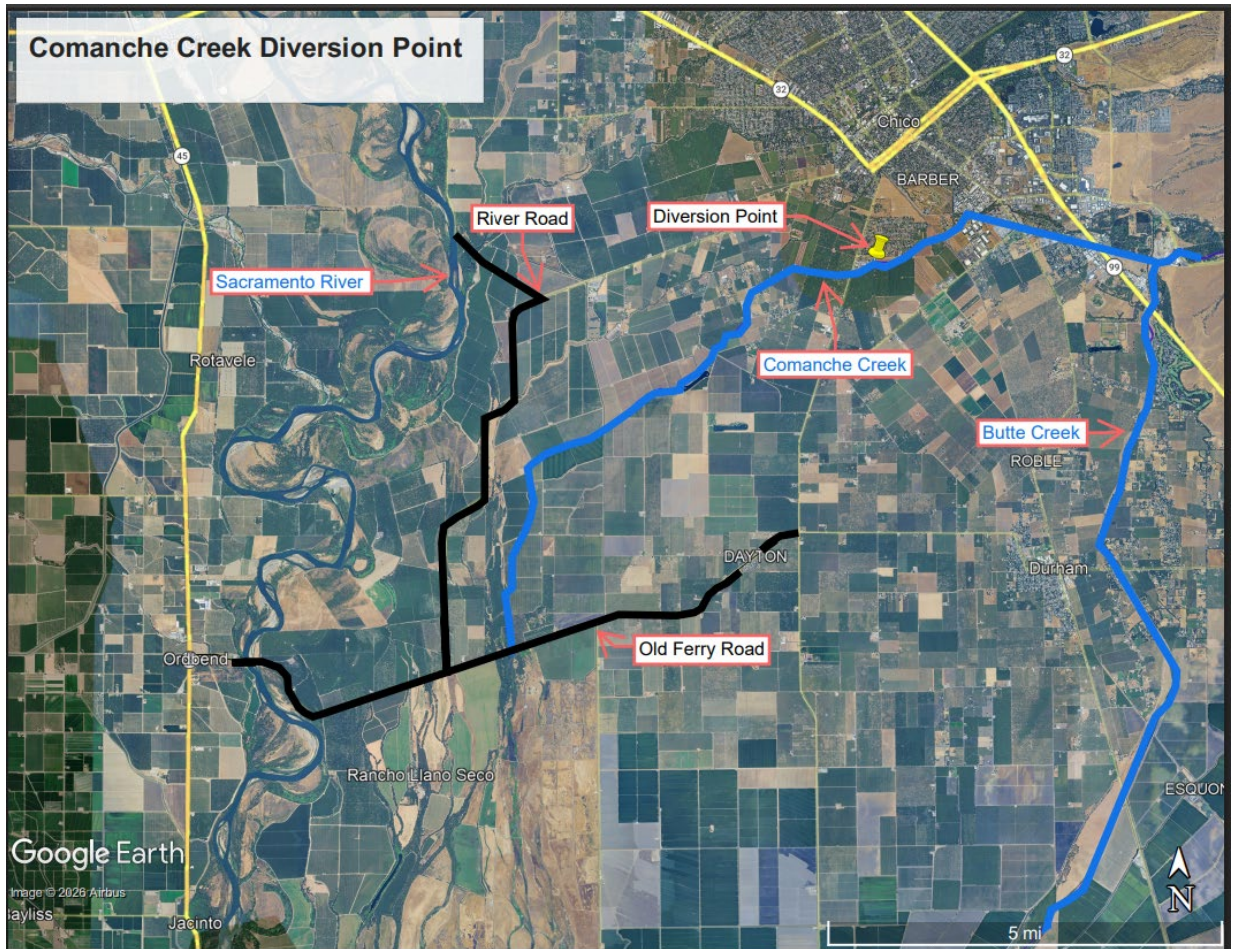 Comanche Creek Diversion Point
32
32
Chico
45
BARBER
River Road
Diversion Point
Sacramento River
99
Rotavele
Comanche Creek
Butte Creek
ROBLE
DAYTON
Durham
Old Ferry Road
Ordbend
Rancho Llano Seco
ESQUON
Google Earth
Image © 2026 Airbus
Bayliss
Jacinto
N
5 mi